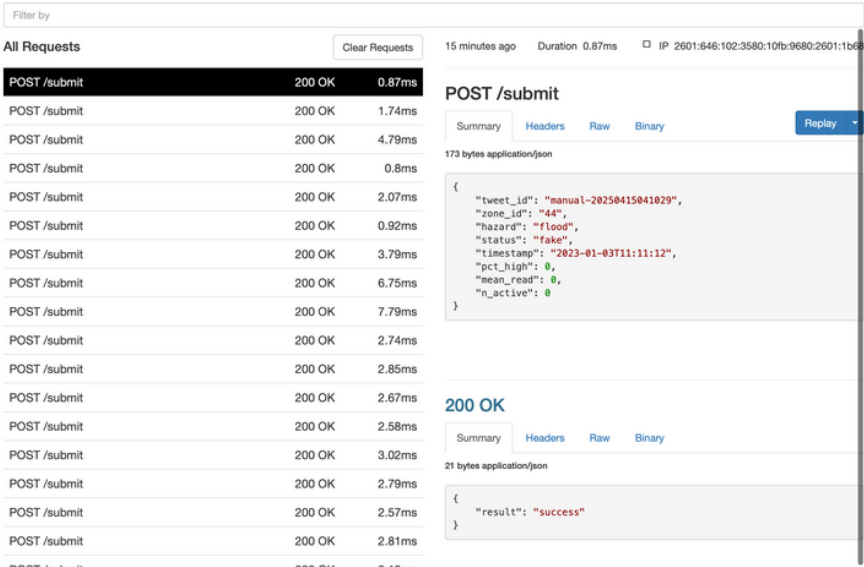 Filter by
All Requests
Clear Requests
POST /submit 200 OK 0.87ms
POST /submit 200 OK 1.74ms
POST /submit 200 OK 4.79ms
POST /submit 200 OK 0.8ms
POST /submit 200 OK 2.07ms
POST /submit 200 OK 0.92ms
POST /submit 200 OK 3.79ms
POST /submit 200 OK 6.75ms
POST /submit 200 OK 7.79ms
POST /submit 200 OK 2.74ms
POST /submit 200 OK 2.85ms
POST /submit 200 OK 2.67ms
POST /submit 200 OK 2.58ms
POST /submit 200 OK 3.02ms
POST /submit 200 OK 2.79ms
POST /submit 200 OK 2.57ms
POST /submit 200 OK 2.81ms
15 minutes ago Duration 0.87ms IP 2601:646:102:3580:10fb:9680:2601:1b68
POST /submit
Summary Headers Raw Binary Replay
173 bytes application/json
{
"tweet_id": "manual-20250415041029",
"zone_id": "44",
"hazard": "flood",
"status": "fake",
"timestamp": "2023-01-03T11:11:12",
"pct_high": 0,
"mean_read": 0,
"n_active": 0
}
200 OK
Summary Headers Raw Binary
21 bytes application/json
{
"result": "success"
}